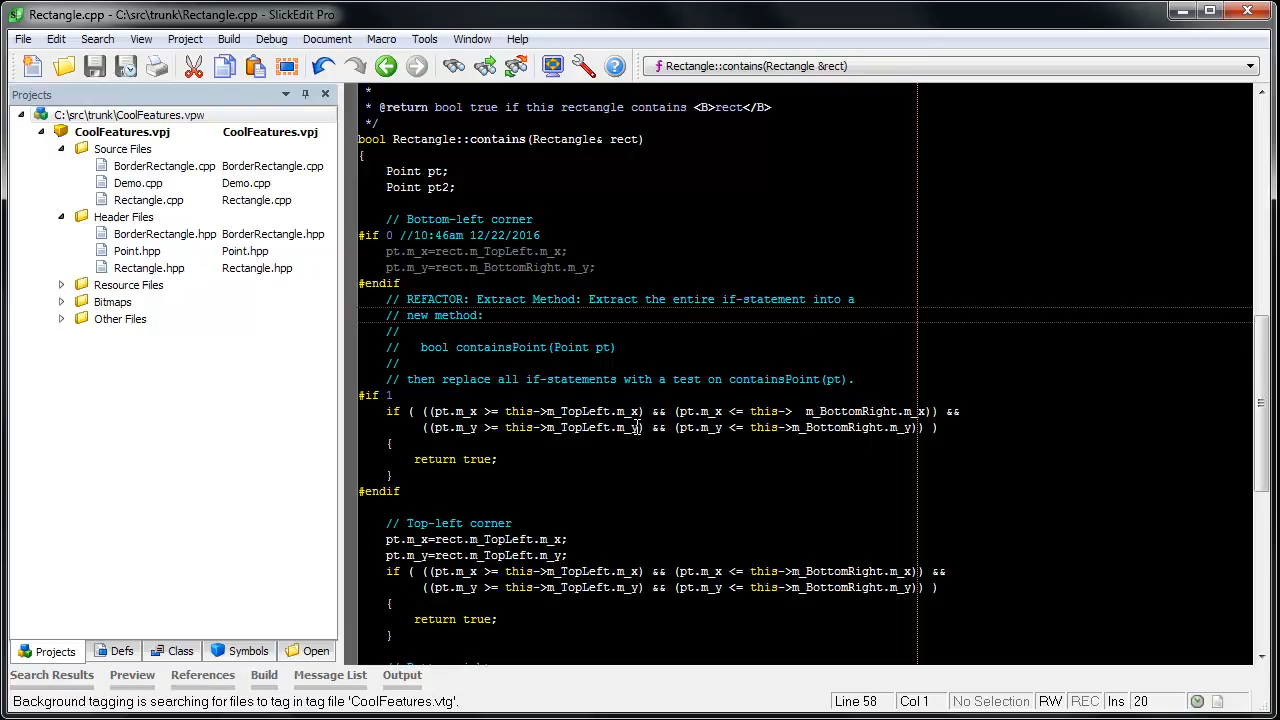 Rectangle.cpp - C:\src\trunk\Rectangle.cpp - SlickEdit Pro
File Edit Search View Project Build Debug Document Macro Tools Window Help
Rectangle::contains(Rectangle &rect)
Projects
C:\src\trunk\CoolFeatures.vpw
CoolFeatures.vpj CoolFeatures.vpj
Source Files
BorderRectangle.cpp BorderRectangle.cpp
Demo.cpp Demo.cpp
Rectangle.cpp Rectangle.cpp
Header Files
BorderRectangle.hpp BorderRectangle.hpp
Point.hpp Point.hpp
Rectangle.hpp Rectangle.hpp
Resource Files
Bitmaps
Other Files
Projects Defs Class Symbols Open
*
* @return bool true if this rectangle contains <B>rect</B>
*/
bool Rectangle::contains(Rectangle& rect)
{
Point pt;
Point pt2;
// Bottom-left corner
#if 0 //10:46am 12/22/2016
pt.m_x=rect.m_TopLeft.m_x;
pt.m_y=rect.m_BottomRight.m_y;
#endif
// REFACTOR: Extract Method: Extract the entire if-statement into a
// new method:
//
// bool containsPoint(Point pt)
//
// then replace all if-statements with a test on containsPoint(pt).
#if 1
if ( ((pt.m_x >= this->m_TopLeft.m_x) && (pt.m_x <= this-> m_BottomRight.m_x)) &&
((pt.m_y >= this->m_TopLeft.m_y) && (pt.m_y <= this->m_BottomRight.m_y)) )
{
return true;
}
#endif
// Top-left corner
pt.m_x=rect.m_TopLeft.m_x;
pt.m_y=rect.m_TopLeft.m_y;
if ( ((pt.m_x >= this->m_TopLeft.m_x) && (pt.m_x <= this->m_BottomRight.m_x)) &&
((pt.m_y >= this->m_TopLeft.m_y) && (pt.m_y <= this->m_BottomRight.m_y)) )
{
return true;
}
Search Results Preview References Build Message List Output
Background tagging is searching for files to tag in tag file 'CoolFeatures.vtg'. Line 58 Col 1 No Selection RW REC Ins 20